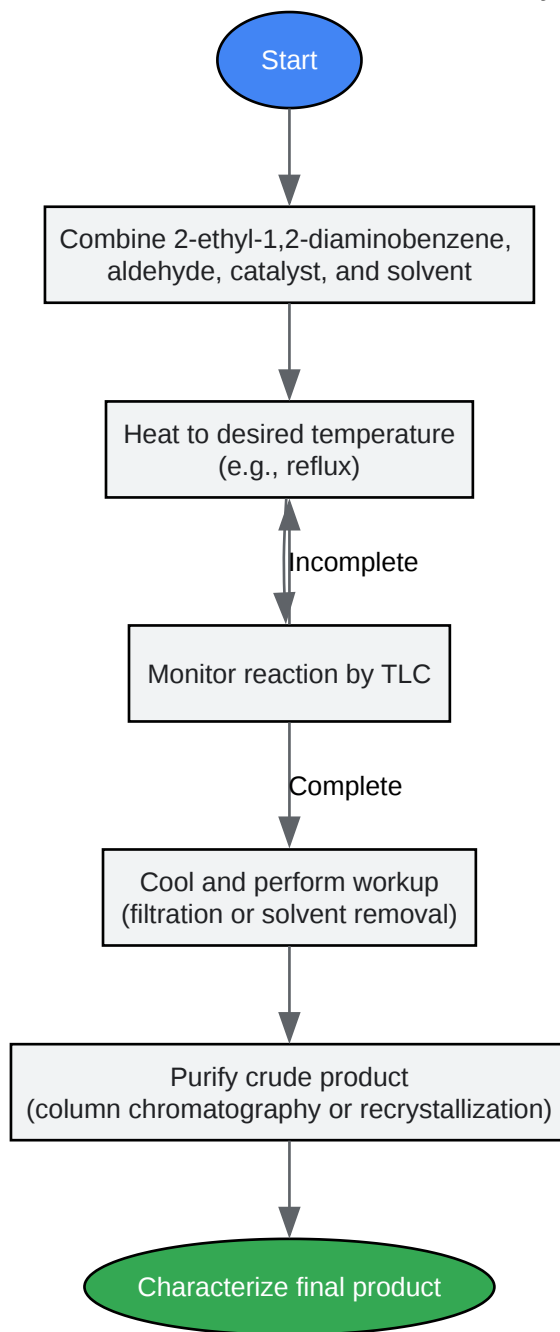 Start
Combine 2-ethyl-1,2-diaminobenzene,
aldehyde, catalyst, and solvent
Heat to desired temperature
(e.g., reflux)
Incomplete
Monitor reaction by TLC
Complete
Cool and perform workup
(filtration or solvent removal)
Purify crude product
(column chromatography or recrystallization)
Characterize final product